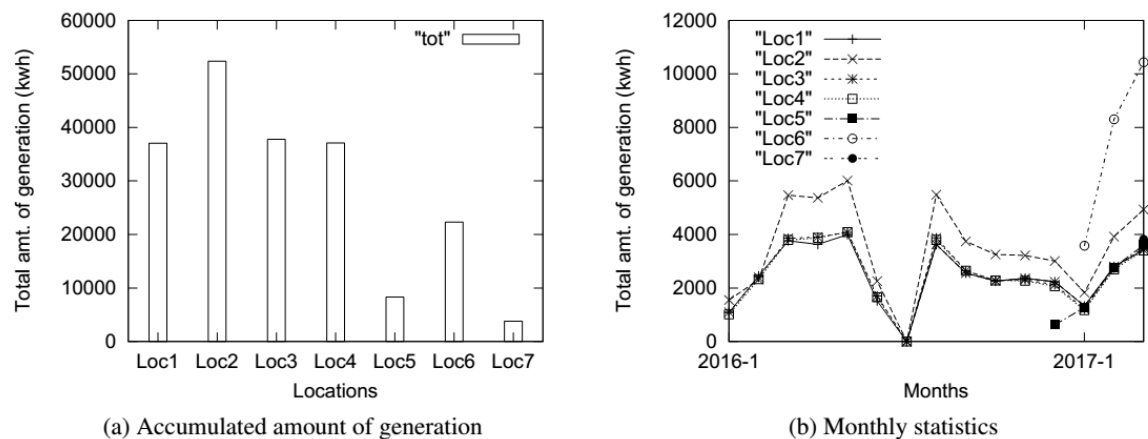 60000
50000
40000
30000
20000
10000
0
Total amt. of generation (kwh)
"tot"
Loc1 Loc2 Loc3 Loc4 Loc5 Loc6 Loc7
Locations
(a) Accumulated amount of generation
12000
10000
8000
6000
4000
2000
0
Total amt. of generation (kwh)
"Loc1"
"Loc2"
"Loc3"
"Loc4"
"Loc5"
"Loc6"
"Loc7"
2016-1 2017-1
Months
(b) Monthly statistics